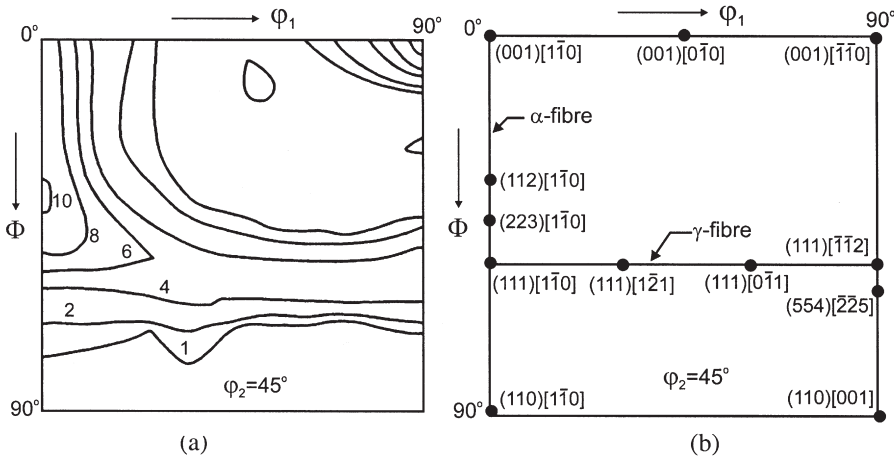 φ₁
0° 90°
10
8
Φ
6
4
2
1
φ₂=45°
90°
(a)
φ₁
0° 90°
(001)[11̄0] (001)[01̄0] (001)[1̄1̄0]
α-fibre
(112)[11̄0]
Φ
(223)[11̄0]
γ-fibre
(111)[1̄1̄2]
(111)[11̄0] (111)[12̄1] (111)[01̄1]
(554)[2̄2̄5]
φ₂=45°
90° (110)[11̄0] (110)[001]
(b)